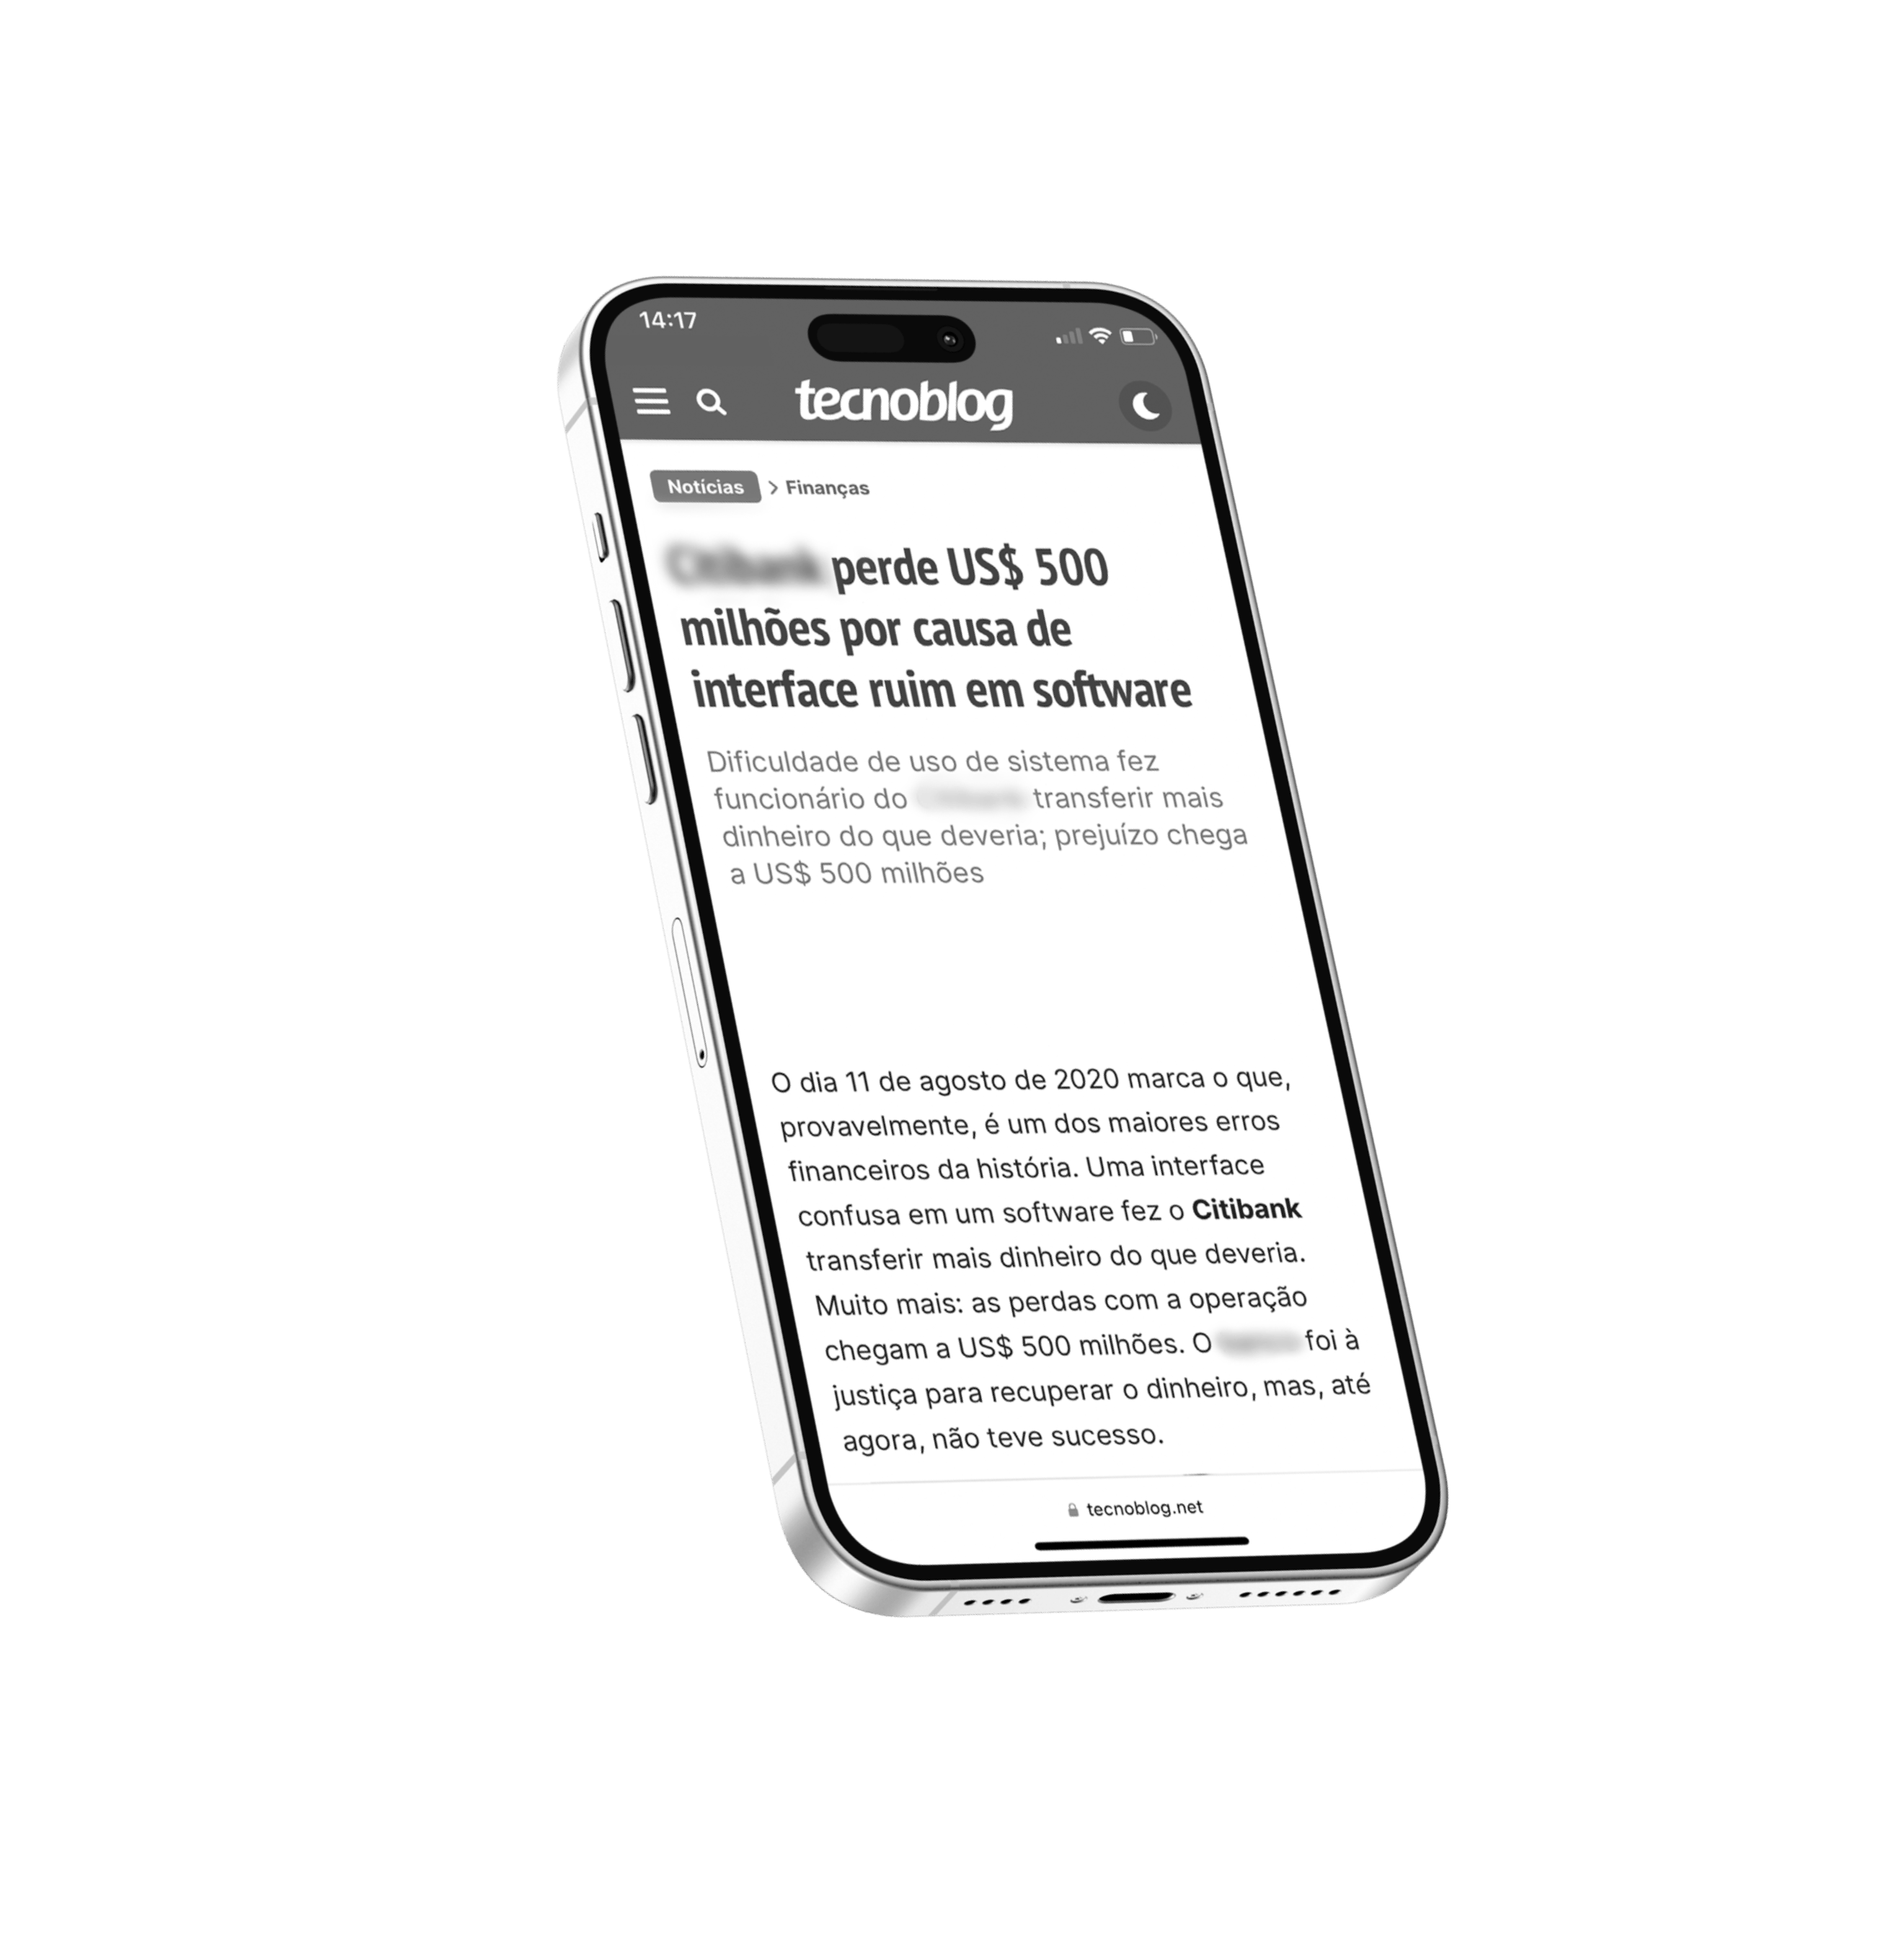 14:17
tecnoblog
Notícias > Finanças
Citibank perde US$ 500
milhões por causa de
interface ruim em software
Dificuldade de uso de sistema fez
funcionário do Citibank transferir mais
dinheiro do que deveria; prejuízo chega
a US$ 500 milhões
O dia 11 de agosto de 2020 marca o que,
provavelmente, é um dos maiores erros
financeiros da história. Uma interface
confusa em um software fez o Citibank
transferir mais dinheiro do que deveria.
Muito mais: as perdas com a operação
chegam a US$ 500 milhões. O foi à
justiça para recuperar o dinheiro, mas, até
agora, não teve sucesso.
tecnoblog.net